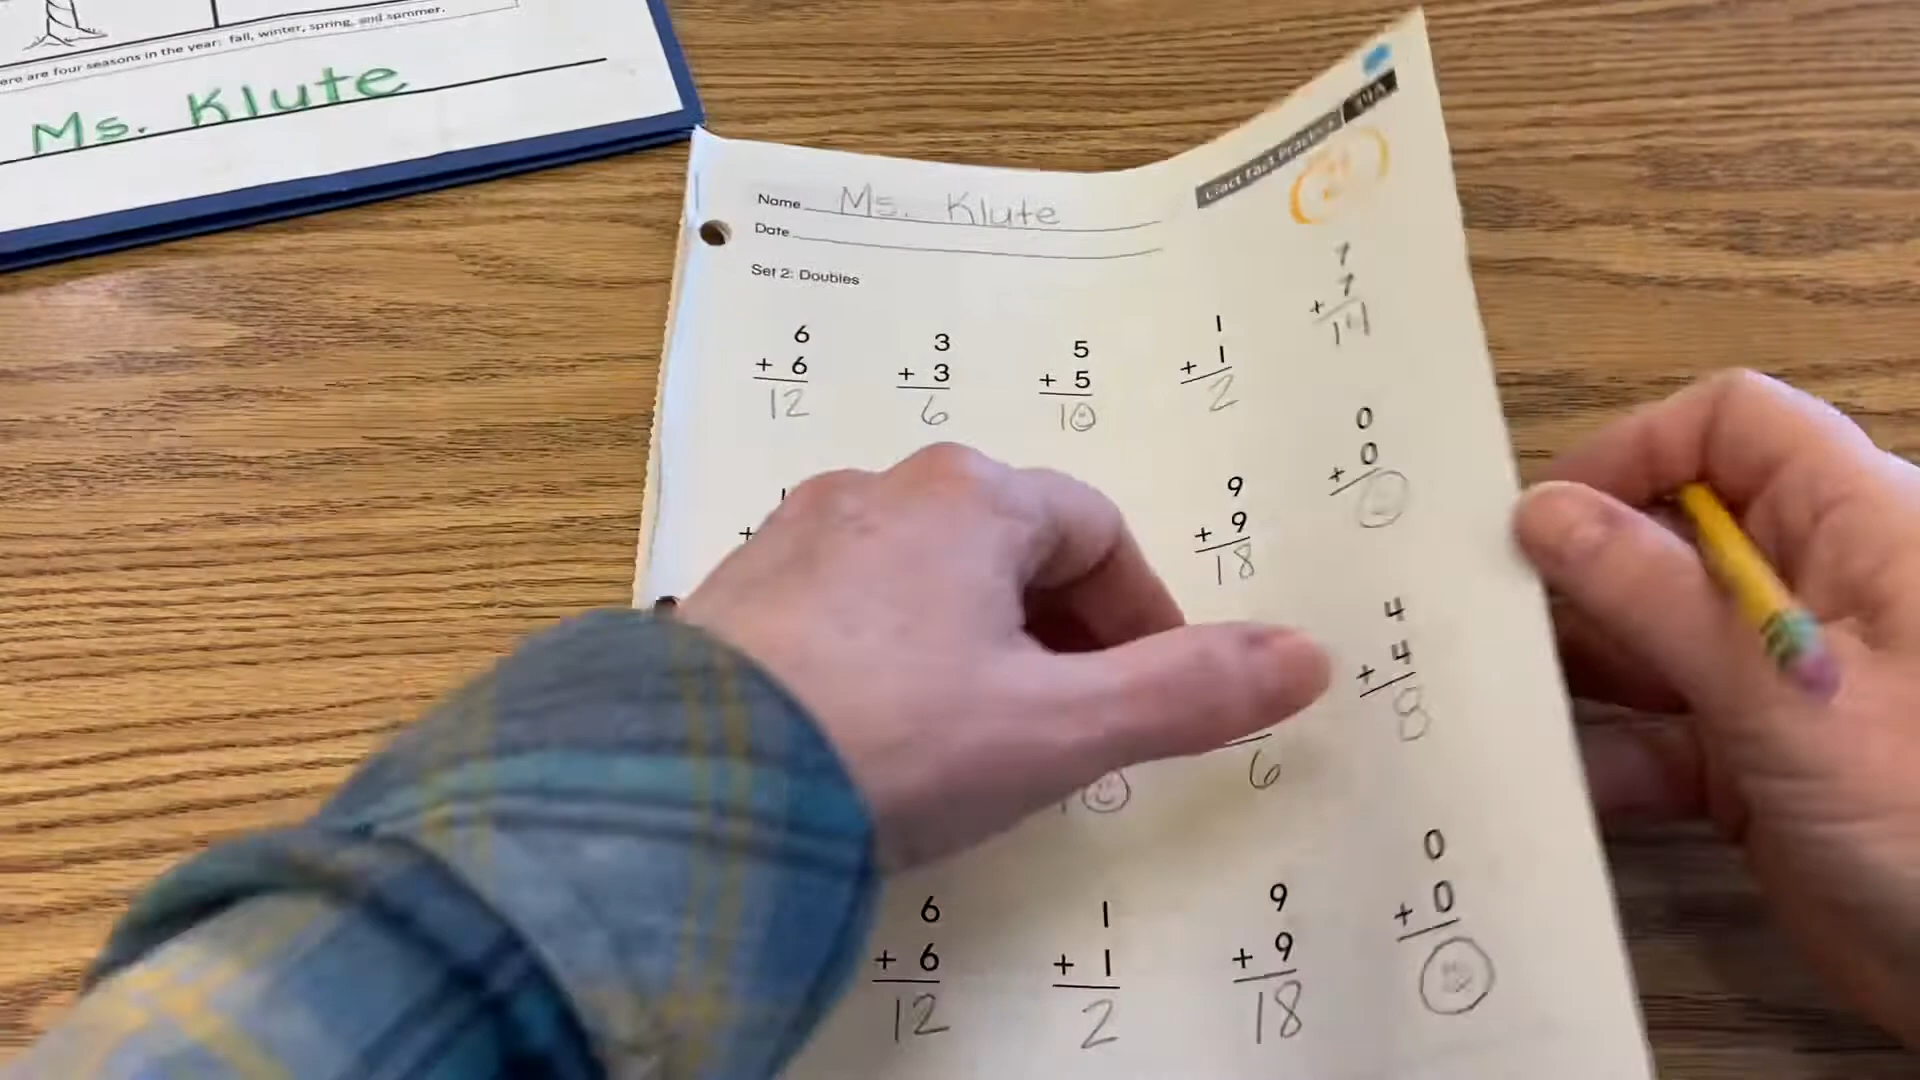 ere are four seasons in the year: fall, winter, spring, and summer.
Ms. Klute
Fact Practice
Name Ms. Klute
Date
Set 2: Doubles
6 3 5 1 7
+ 6 + 3 + 5 + 1 + 7
12 6 10 2 14
9 0
+ + 9 + 0
18 0
4
+ 4
6 8
6 1 9 0
+ 6 + 1 + 9 + 0
12 2 18 0